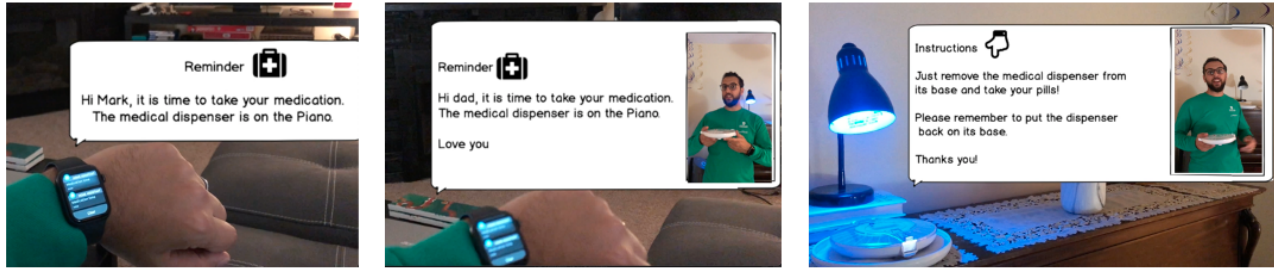 Reminder
Hi Mark, it is time to take your medication.
The medical dispenser is on the Piano.
Reminder
Hi dad, it is time to take your medication.
The medical dispenser is on the Piano.
Love you
Instructions
Just remove the medical dispenser from
its base and take your pills!
Please remember to put the dispenser
back on its base.
Thanks you!